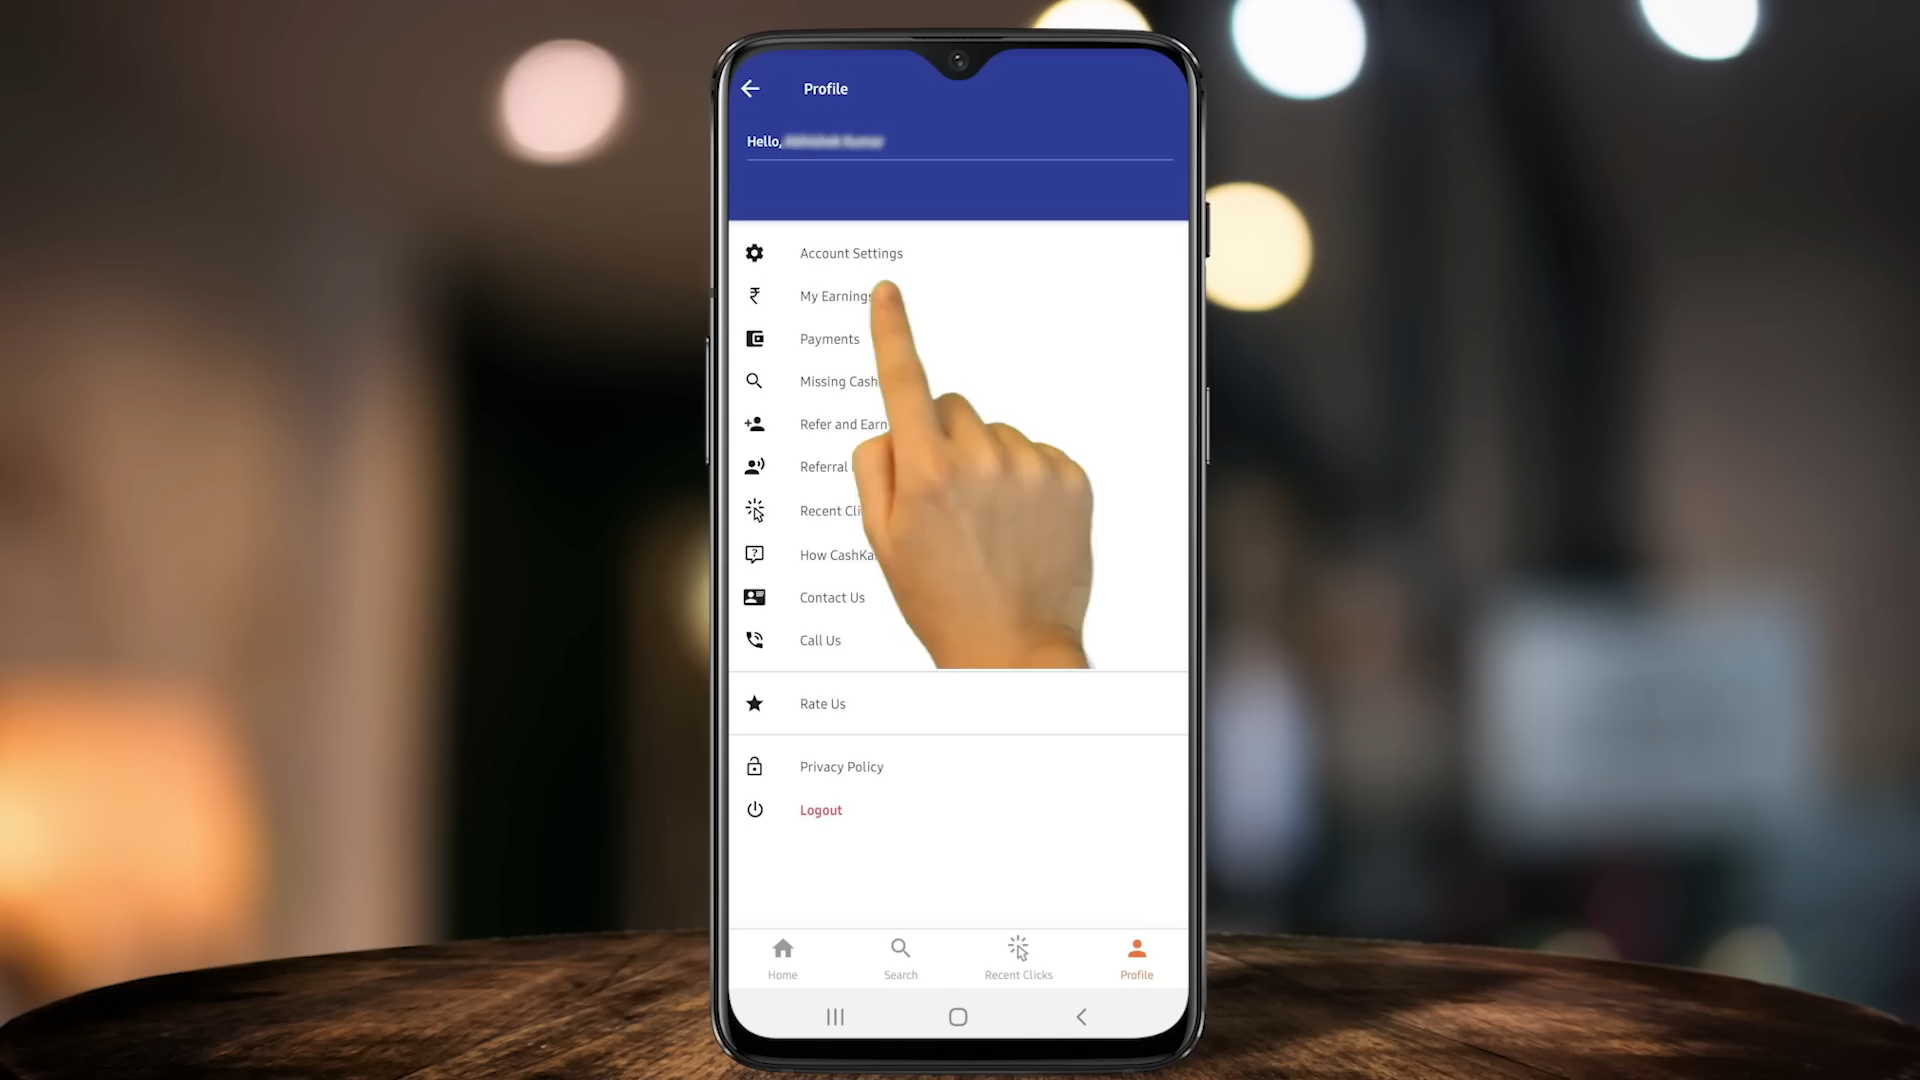 Profile
Hello,
Account Settings
My Earnings
Payments
Missing Cash
Refer and Earn
Referral
Recent Cli
How CashKa
Contact Us
Call Us
Rate Us
Privacy Policy
Logout
Home
Search
Recent Clicks
Profile